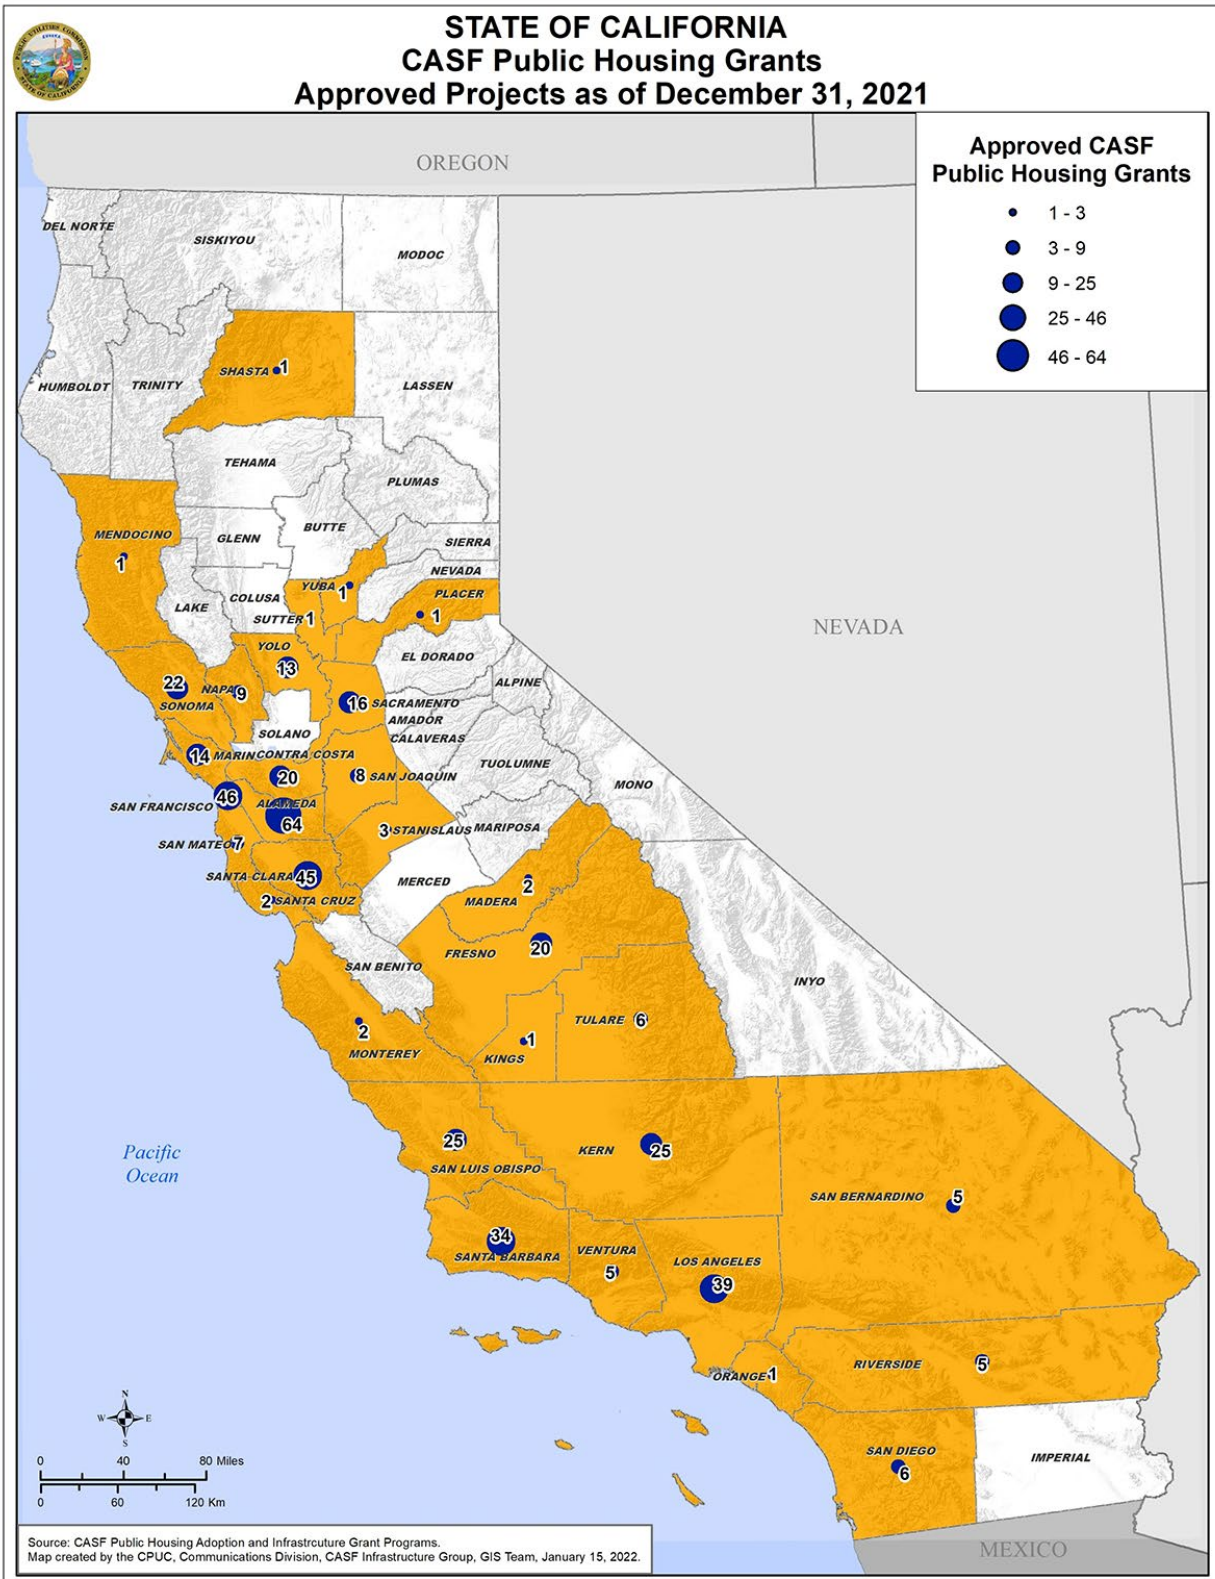 STATE OF CALIFORNIA
CASF Public Housing Grants
Approved Projects as of December 31, 2021
PUBLIC UTILITIES COMMISSION
STATE OF CALIFORNIA
Approved CASF
Public Housing Grants
1 - 3
3 - 9
9 - 25
25 - 46
46 - 64
OREGON
DEL NORTE
SISKIYOU
MODOC
SHASTA 1
HUMBOLDT
TRINITY
LASSEN
TEHAMA
PLUMAS
MENDOCINO
1
GLENN
BUTTE
SIERRA
NEVADA
YUBA
1
PLACER
1
COLUSA
LAKE
SUTTER 1
NEVADA
YOLO
13
EL DORADO
ALPINE
22
SONOMA
NAPA 9
16 SACRAMENTO
AMADOR
SOLANO
CALAVERAS
14 MARIN
CONTRA COSTA
20
8 SAN JOAQUIN
TUOLUMNE
MONO
SAN FRANCISCO 46
ALAMEDA
64
3 STANISLAUS
MARIPOSA
SAN MATEO 7
SANTA CLARA 45
MERCED
2 SANTA CRUZ
2
MADERA
FRESNO
20
SAN BENITO
INYO
2
MONTEREY
TULARE 6
1
KINGS
Pacific
Ocean
25
SAN LUIS OBISPO
KERN
25
SAN BERNARDINO
5
34
SANTA BARBARA
VENTURA
5
LOS ANGELES
39
RIVERSIDE
5
ORANGE 1
SAN DIEGO
6
IMPERIAL
MEXICO
N
W E
S
0 40 80 Miles
0 60 120 Km
Source: CASF Public Housing Adoption and Infrastrcuture Grant Programs.
Map created by the CPUC, Communications Division, CASF Infrastructure Group, GIS Team, January 15, 2022.